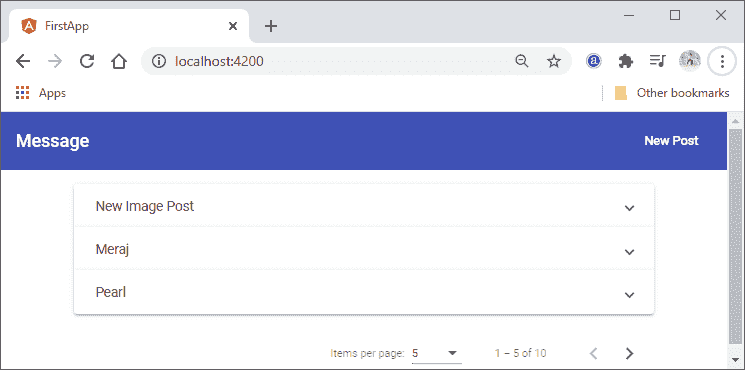 FirstApp
localhost:4200
Apps
Other bookmarks
Message
New Post
New Image Post
Meraj
Pearl
Items per page: 5
1 – 5 of 10